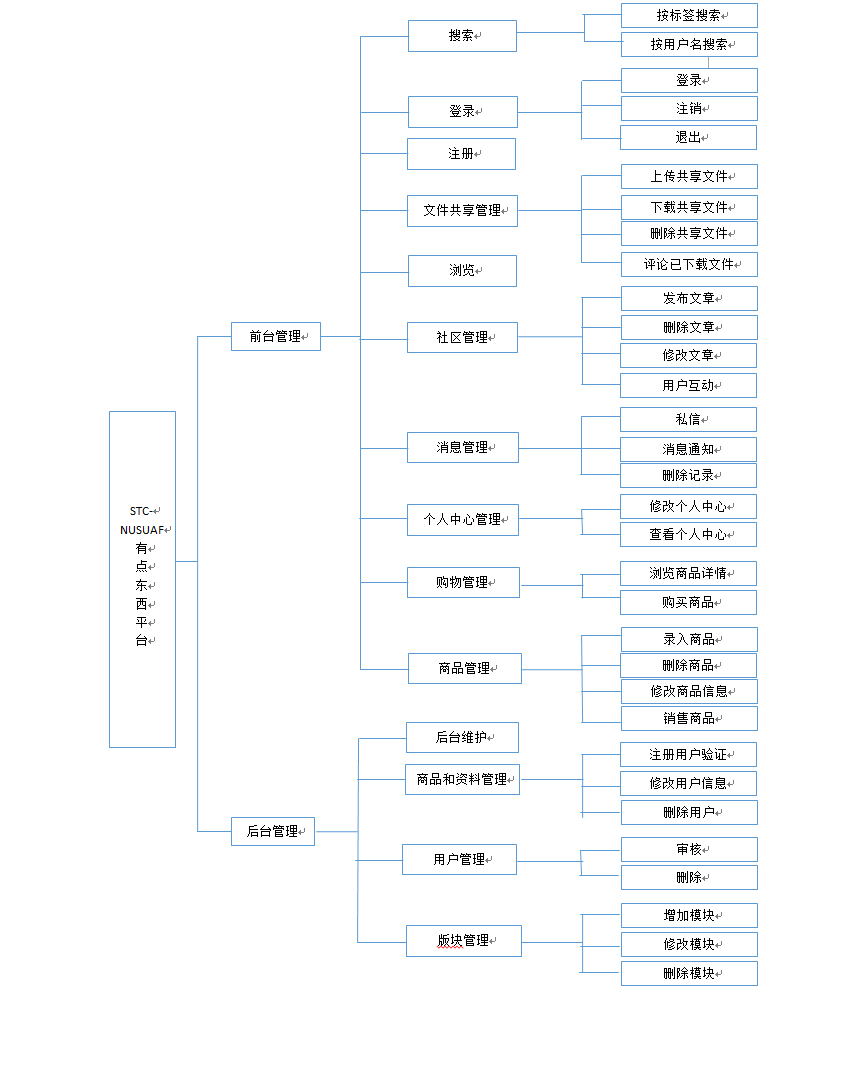 搜索
按标签搜索
按用户名搜索
登录
登录
注销
退出
注册
文件共享管理
上传共享文件
下载共享文件
删除共享文件
评论已下载文件
浏览
前台管理
社区管理
发布文章
删除文章
修改文章
用户互动
消息管理
私信
消息通知
删除记录
STC-
NUSUAF
有
点
东
西
平
台
个人中心管理
修改个人中心
查看个人中心
购物管理
浏览商品详情
购买商品
商品管理
录入商品
删除商品
修改商品信息
销售商品
后台管理
后台维护
商品和资料管理
注册用户验证
修改用户信息
删除用户
用户管理
审核
删除
版块管理
增加模块
修改模块
删除模块